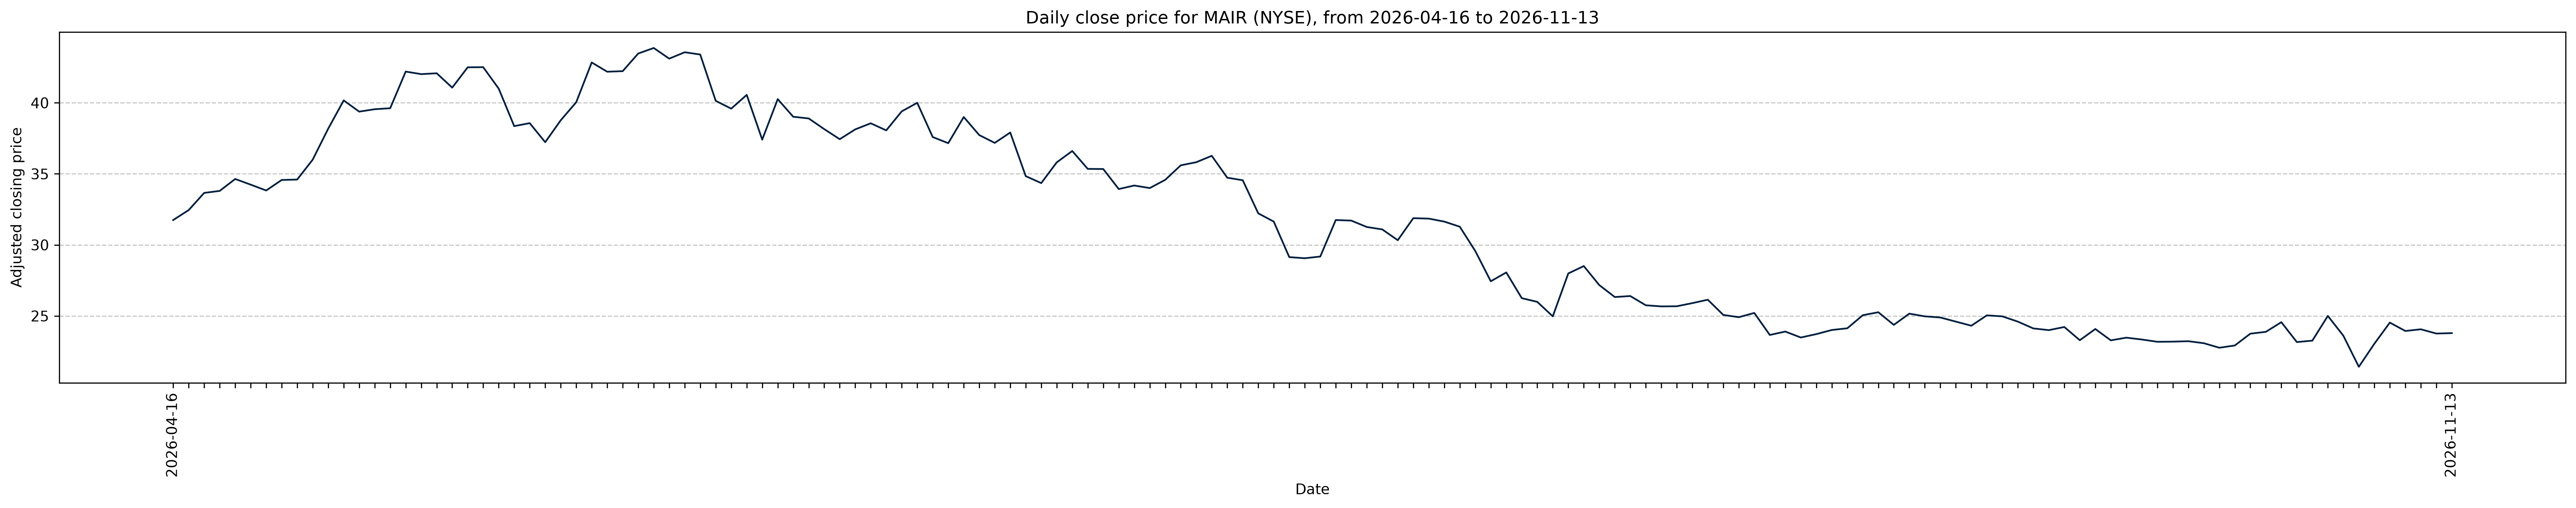 Daily close price for MAIR (NYSE), from 2026-04-16 to 2026-11-13
Adjusted closing price
40
35
30
25
2026-04-16
2026-11-13
Date